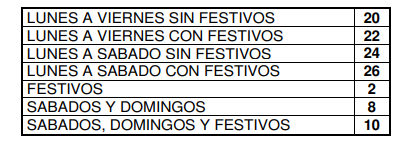 LUNES A VIERNES SIN FESTIVOS 20
LUNES A VIERNES CON FESTIVOS 22
LUNES A SABADO SIN FESTIVOS 24
LUNES A SABADO CON FESTIVOS 26
FESTIVOS 2
SABADOS Y DOMINGOS 8
SABADOS, DOMINGOS Y FESTIVOS 10